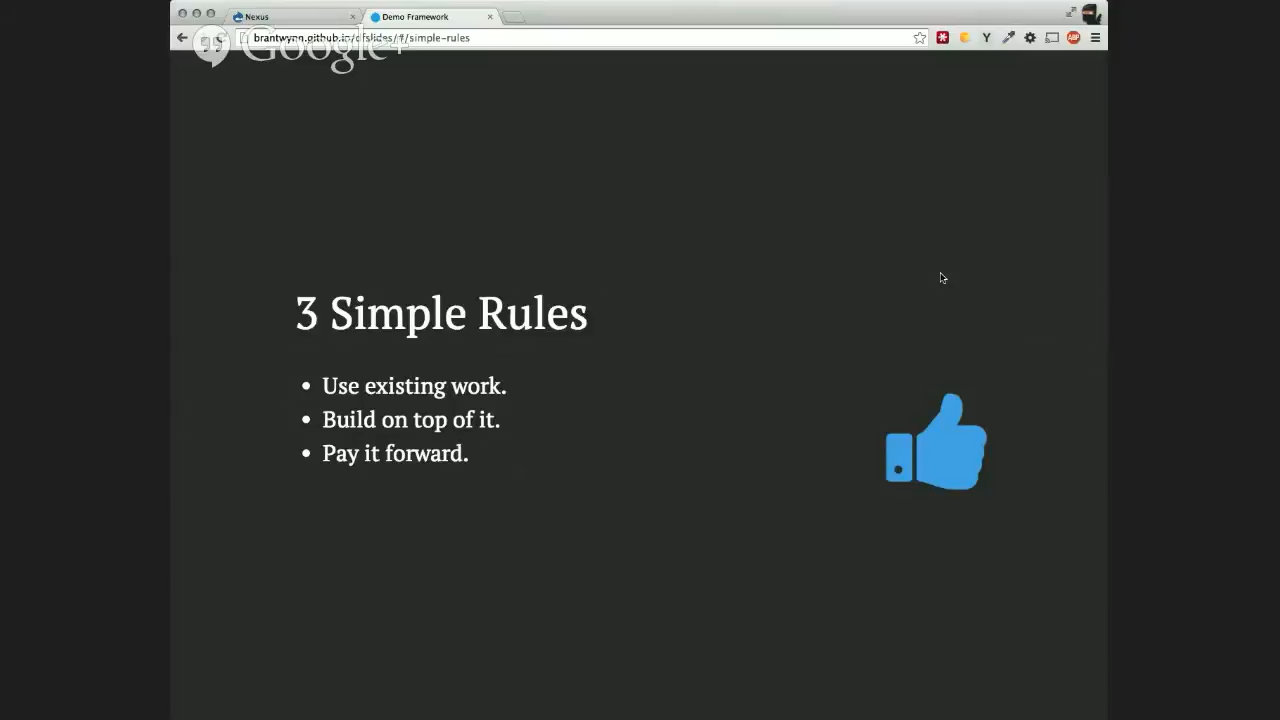 Nexus
Demo Framework
brantwynn.github.io/dfslides/#/simple-rules
Google+
Y
ABP
3 Simple Rules
• Use existing work.
• Build on top of it.
• Pay it forward.